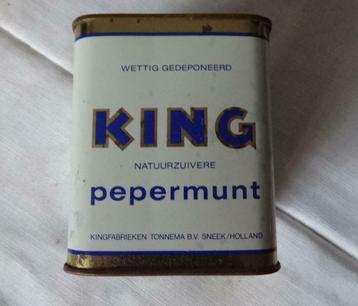 WETTIG GEDEPONEERD
KING
NATUURZUIVERE
pepermunt
KINGFABRIEKEN TONNEMA B.V. SNEEK/HOLLAND